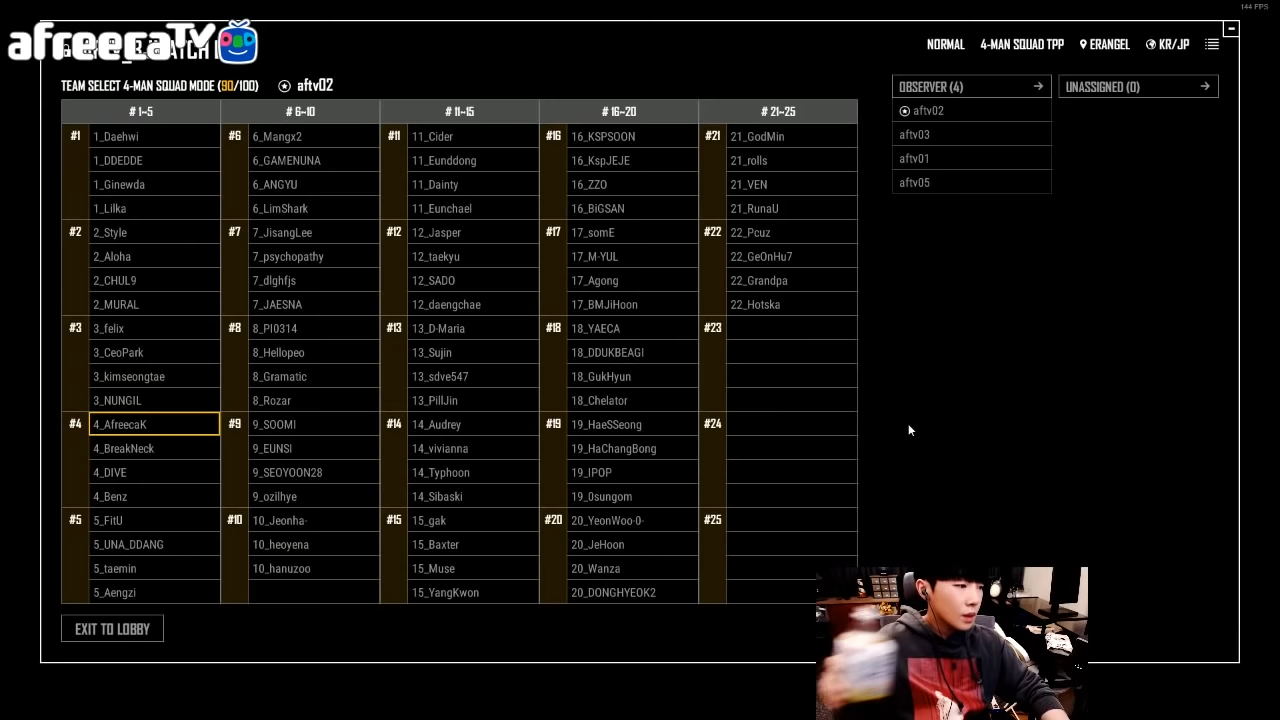 144 FPS
afreecaTV
NORMAL 4-MAN SQUAD TPP ERANGEL KR/JP
TEAM SELECT 4-MAN SQUAD MODE (90/100) aftv02
OBSERVER (4) UNASSIGNED (0)
aftv02
aftv03
aftv01
aftv05
# 1~5 # 6~10 # 11~15 # 16~20 # 21~25
#1 1_Daehwi #6 6_Mangx2 #11 11_Cider #16 16_KSPSOON #21 21_GodMin
1_DDEDDE 6_GAMENUNA 11_Eunddong 16_KspJEJE 21_rolls
1_Ginewda 6_ANGYU 11_Dainty 16_ZZO 21_VEN
1_Lilka 6_LimShark 11_Eunchael 16_BiGSAN 21_RunaU
#2 2_Style #7 7_JisangLee #12 12_Jasper #17 17_somE #22 22_Pcuz
2_Aloha 7_psychopathy 12_taekyu 17_M-YUL 22_GeOnHu7
2_CHUL9 7_dlghfjs 12_SADO 17_Agong 22_Grandpa
2_MURAL 7_JAESNA 12_daengchae 17_BMJiHoon 22_Hotska
#3 3_felix #8 8_PI0314 #13 13_D-Maria #18 18_YAECA #23
3_CeoPark 8_Hellopeo 13_Sujin 18_DDUKBEAGI
3_kimseongtae 8_Gramatic 13_sdve547 18_GukHyun
3_NUNGIL 8_Rozar 13_PillJin 18_Chelator
#4 4_AfreecaK #9 9_SOOMI #14 14_Audrey #19 19_HaeSSeong #24
4_BreakNeck 9_EUNSI 14_vivianna 19_HaChangBong
4_DIVE 9_SEOYOON28 14_Typhoon 19_IPOP
4_Benz 9_ozilhye 14_Sibaski 19_0sungom
#5 5_FitU #10 10_Jeonha- #15 15_gak #20 20_YeonWoo-0- #25
5_UNA_DDANG 10_heoyena 15_Baxter 20_JeHoon
5_taemin 10_hanuzoo 15_Muse 20_Wanza
5_Aengzi 15_YangKwon 20_DONGHYEOK2
EXIT TO LOBBY